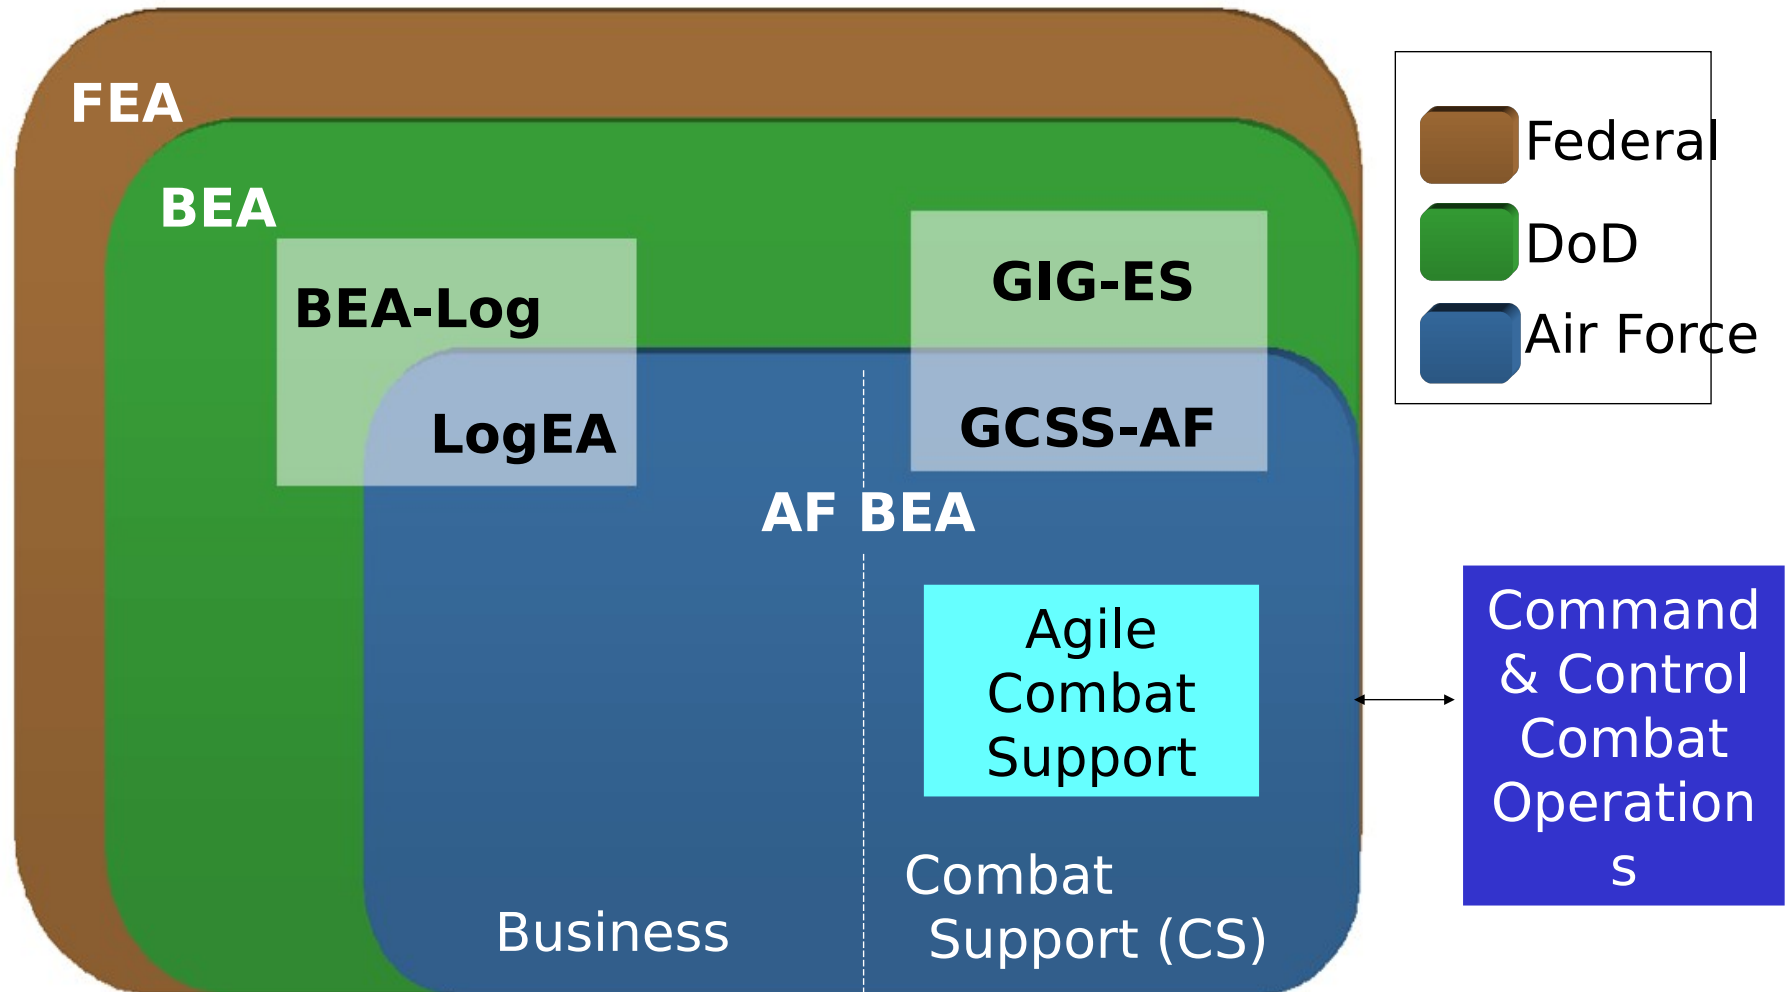 FEA
BEA
BEA-Log
LogEA
GIG-ES
GCSS-AF
AF BEA
Agile
Combat
Support
Business
Combat
Support (CS)
Federal
DoD
Air Force
Command
& Control
Combat
Operation
s